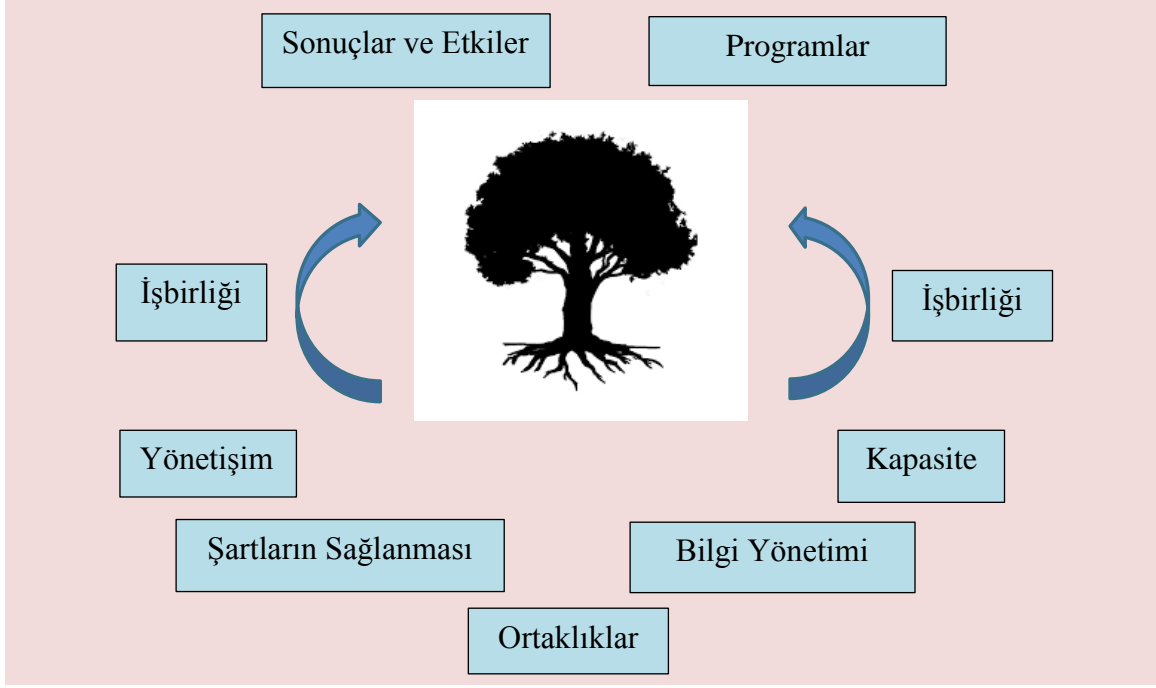 Sonuçlar ve Etkiler
Programlar
İşbirliği
İşbirliği
Yönetişim
Kapasite
Şartların Sağlanması
Bilgi Yönetimi
Ortaklıklar